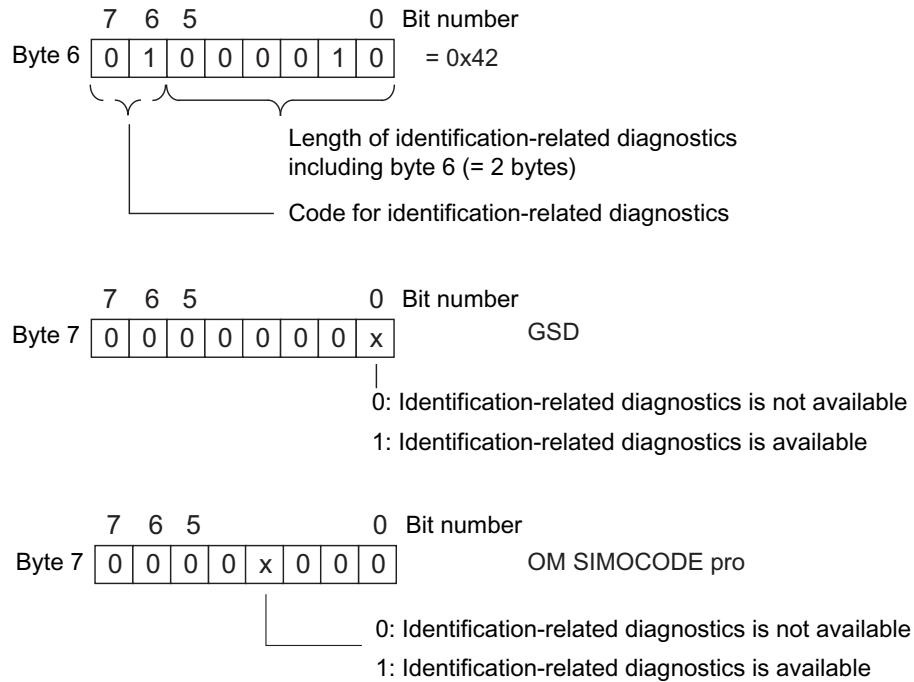 7 6 5 0 Bit number
Byte 6 0 1 0 0 0 0 1 0 = 0x42
Length of identification-related diagnostics
including byte 6 (= 2 bytes)
Code for identification-related diagnostics
7 6 5 0 Bit number
Byte 7 0 0 0 0 0 0 0 x GSD
0: Identification-related diagnostics is not available
1: Identification-related diagnostics is available
7 6 5 0 Bit number
Byte 7 0 0 0 0 x 0 0 0 OM SIMOCODE pro
0: Identification-related diagnostics is not available
1: Identification-related diagnostics is available